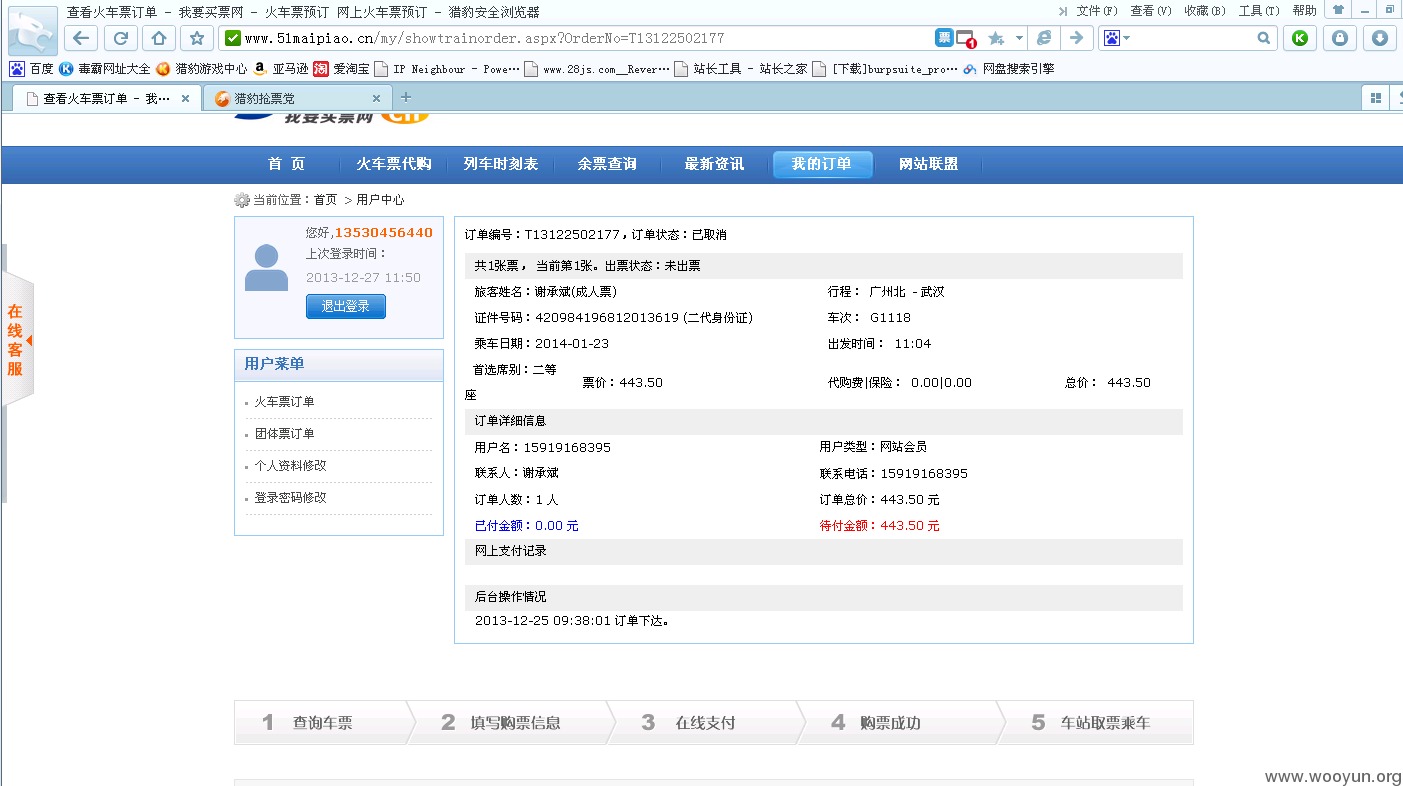 查看火车票订单 - 我要买票网 - 火车票预订 网上火车票预订 - 猎豹安全浏览器
文件(F) 查看(V) 收藏(B) 工具(T) 帮助
www.51maipiao.cn/my/showtrainorder.aspx?OrderNo=T13122502177
票 1
百度 毒霸网址大全 猎豹游戏中心 亚马逊 淘 爱淘宝 IP Neighbour - Powe··· www.28js.com__Rever··· 站长工具 - 站长之家 [下载]burpsuite_pro··· 网盘搜索引擎
查看火车票订单 - 我··· × 猎豹抢票党 × +
我要买票网 cn
首 页 火车票代购 列车时刻表 余票查询 最新资讯 我的订单 网站联盟
当前位置：首页 > 用户中心
您好,13530456440
上次登录时间：
2013-12-27 11:50
退出登录
用户菜单
火车票订单
团体票订单
个人资料修改
登录密码修改
在线客服
订单编号：T13122502177，订单状态：已取消
共1张票， 当前第1张。出票状态：未出票
旅客姓名：谢承斌(成人票) 行程： 广州北 - 武汉
证件号码：420984196812013619 (二代身份证) 车次： G1118
乘车日期：2014-01-23 出发时间： 11:04
首选席别：二等
座 票价：443.50 代购费|保险： 0.00|0.00 总价： 443.50
订单详细信息
用户名：15919168395 用户类型：网站会员
联系人：谢承斌 联系电话：15919168395
订单人数：1 人 订单总价：443.50 元
已付金额：0.00 元 待付金额：443.50 元
网上支付记录
后台操作情况
2013-12-25 09:38:01 订单下达。
1 查询车票 2 填写购票信息 3 在线支付 4 购票成功 5 车站取票乘车
www.wooyun.org